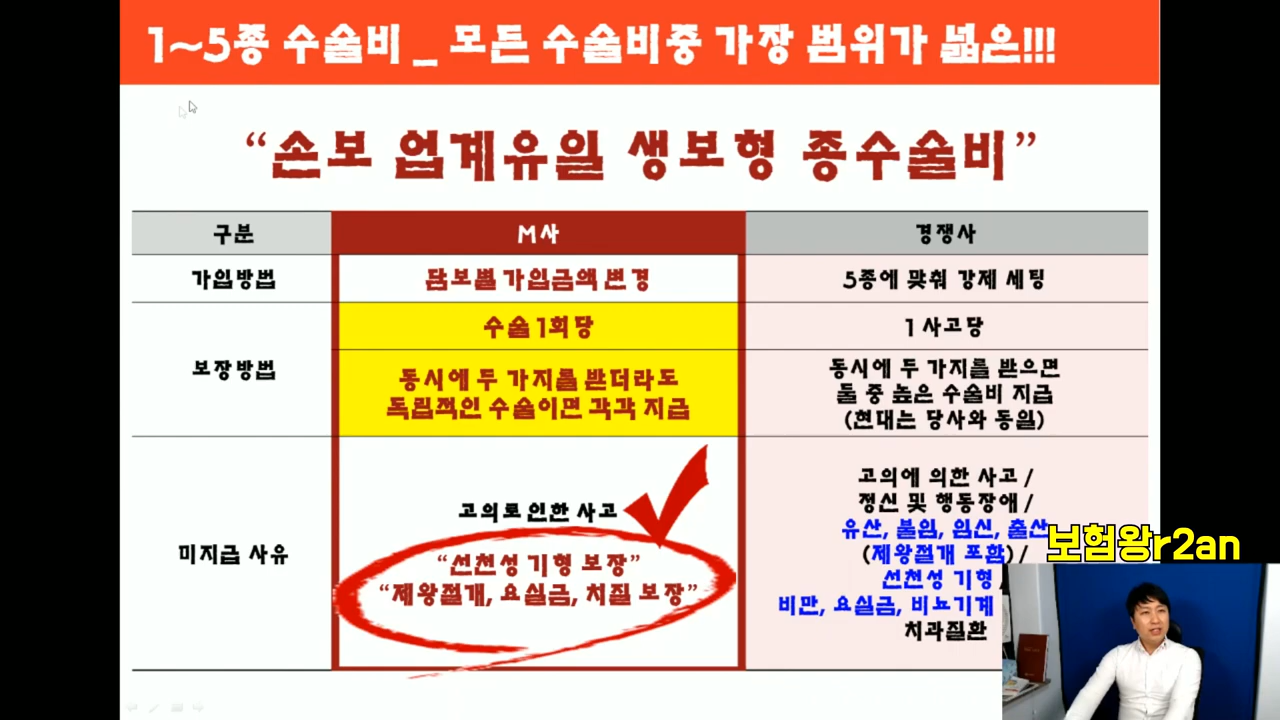 1~5종 수술비 _ 모든 수술비중 가장 범위가 넓은!!!
“손보 업계유일 생보형 종수술비”
구분
M사
경쟁사
가입방법
담보별 가입금액 변경
5종에 맞춰 강제 세팅
보장방법
수술1회당
1 사고당
동시에 두 가지를 받더라도
독립적인 수술이면 각각 지급
동시에 두 가지를 받으면
둘 중 높은 수술비 지급
(현대는 당사와 동일)
미지급 사유
고의로 인한 사고
“선천성 기형 보장”
“제왕절개, 요실금, 치질 보장”
고의에 의한 사고 /
정신 및 행동장애 /
유산, 불임, 임신, 출산
(제왕절개 포함) /
선천성 기형 /
비만, 요실금, 비뇨기계
치과질환
보험왕r2an